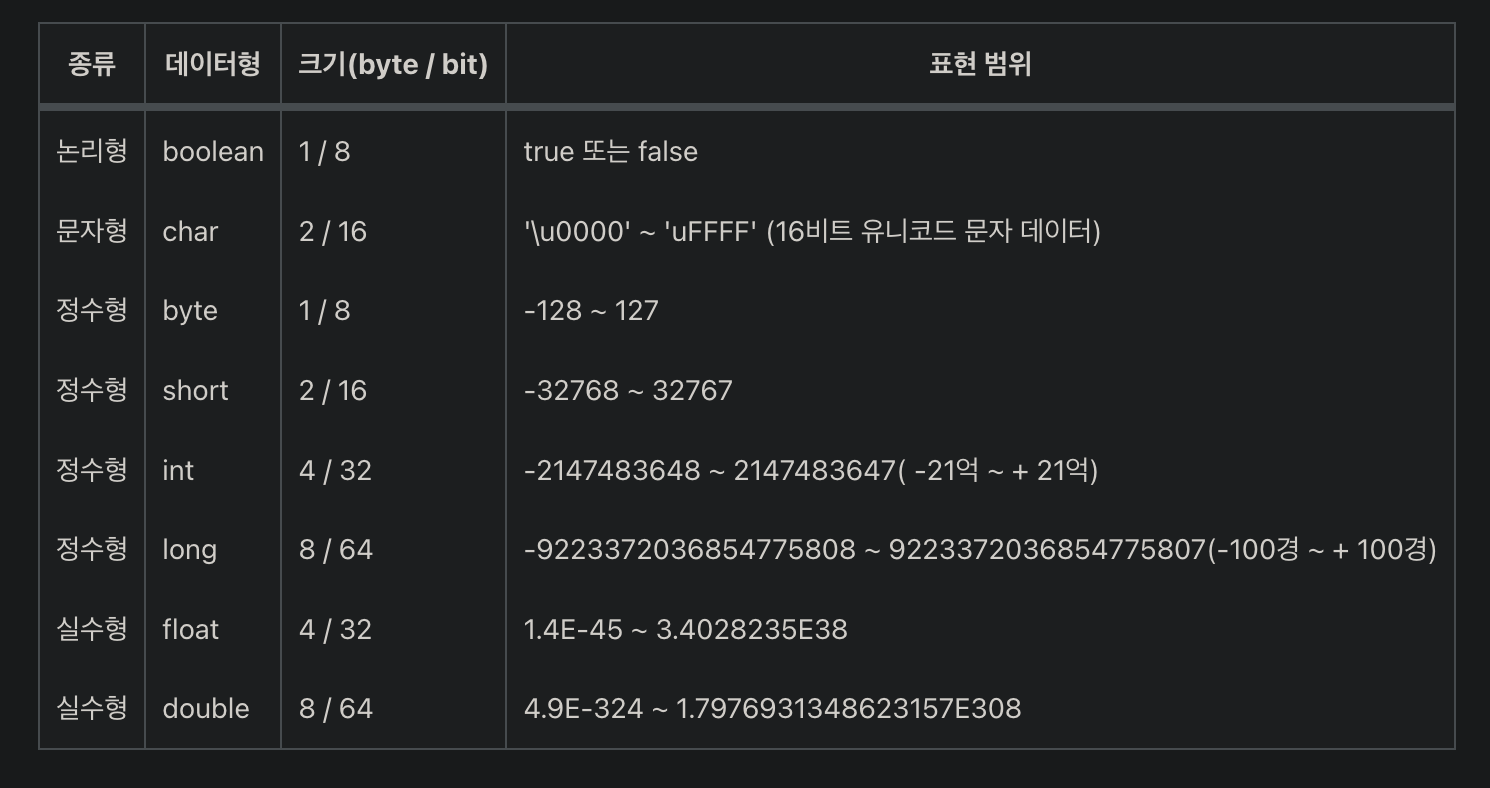 종류 데이터형 크기(byte / bit) 표현 범위
논리형 boolean 1 / 8 true 또는 false
문자형 char 2 / 16 '\u0000' ~ 'uFFFF' (16비트 유니코드 문자 데이터)
정수형 byte 1 / 8 -128 ~ 127
정수형 short 2 / 16 -32768 ~ 32767
정수형 int 4 / 32 -2147483648 ~ 2147483647( -21억 ~ + 21억)
정수형 long 8 / 64 -9223372036854775808 ~ 9223372036854775807(-100경 ~ + 100경)
실수형 float 4 / 32 1.4E-45 ~ 3.4028235E38
실수형 double 8 / 64 4.9E-324 ~ 1.7976931348623157E308